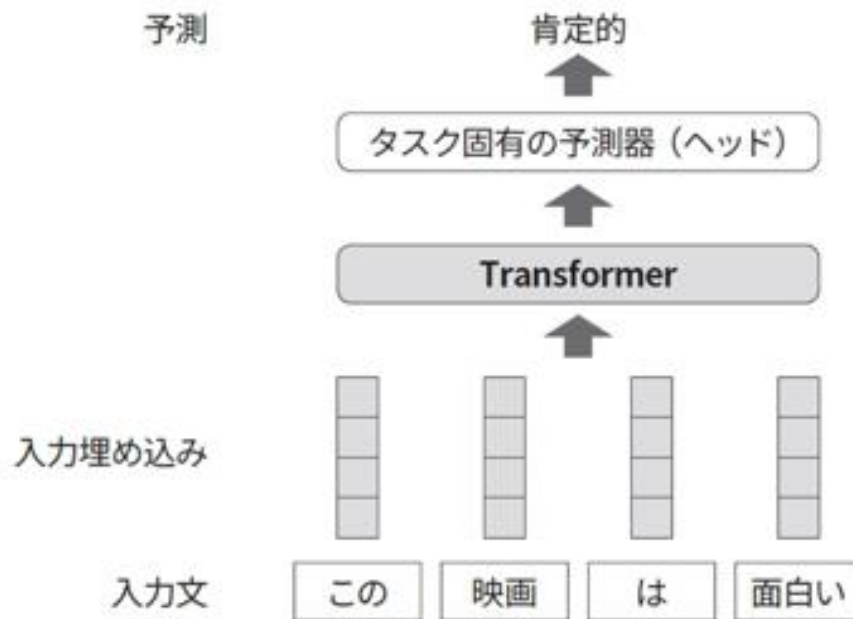 予測 肯定的
タスク固有の予測器（ヘッド）
Transformer
入力埋め込み
入力文 この 映画 は 面白い